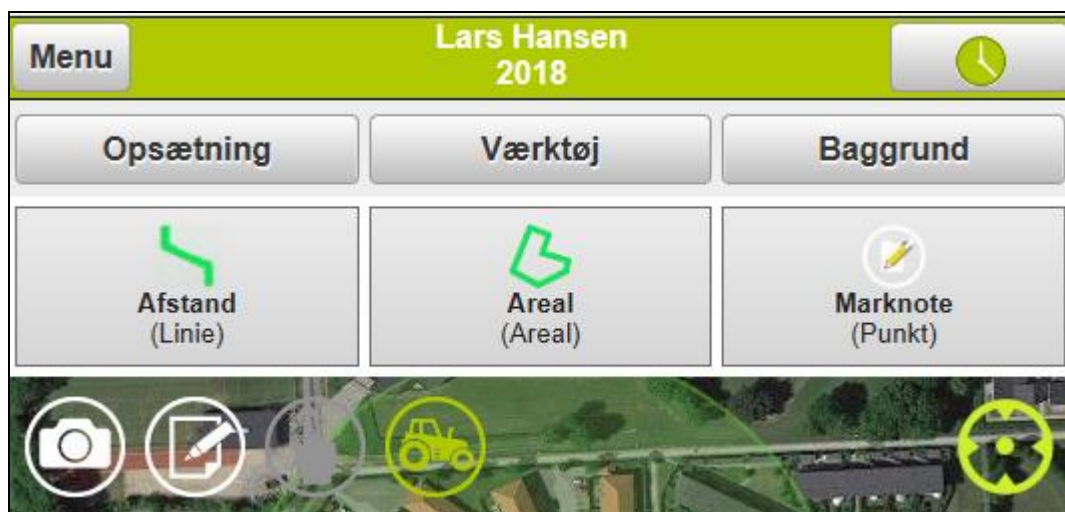 Menu
Lars Hansen
2018
Opsætning
Værktøj
Baggrund
Afstand
(Linie)
Areal
(Areal)
Marknote
(Punkt)